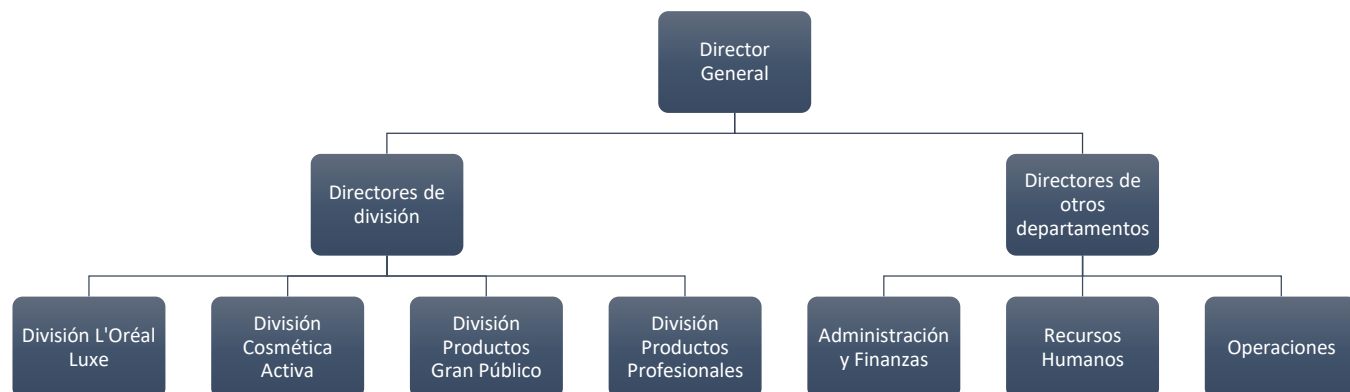 Director
General
Directores de
división
Directores de
otros
departamentos
División L'Oréal
Luxe
División
Cosmética
Activa
División
Productos
Gran Público
División
Productos
Profesionales
Administración
y Finanzas
Recursos
Humanos
Operaciones